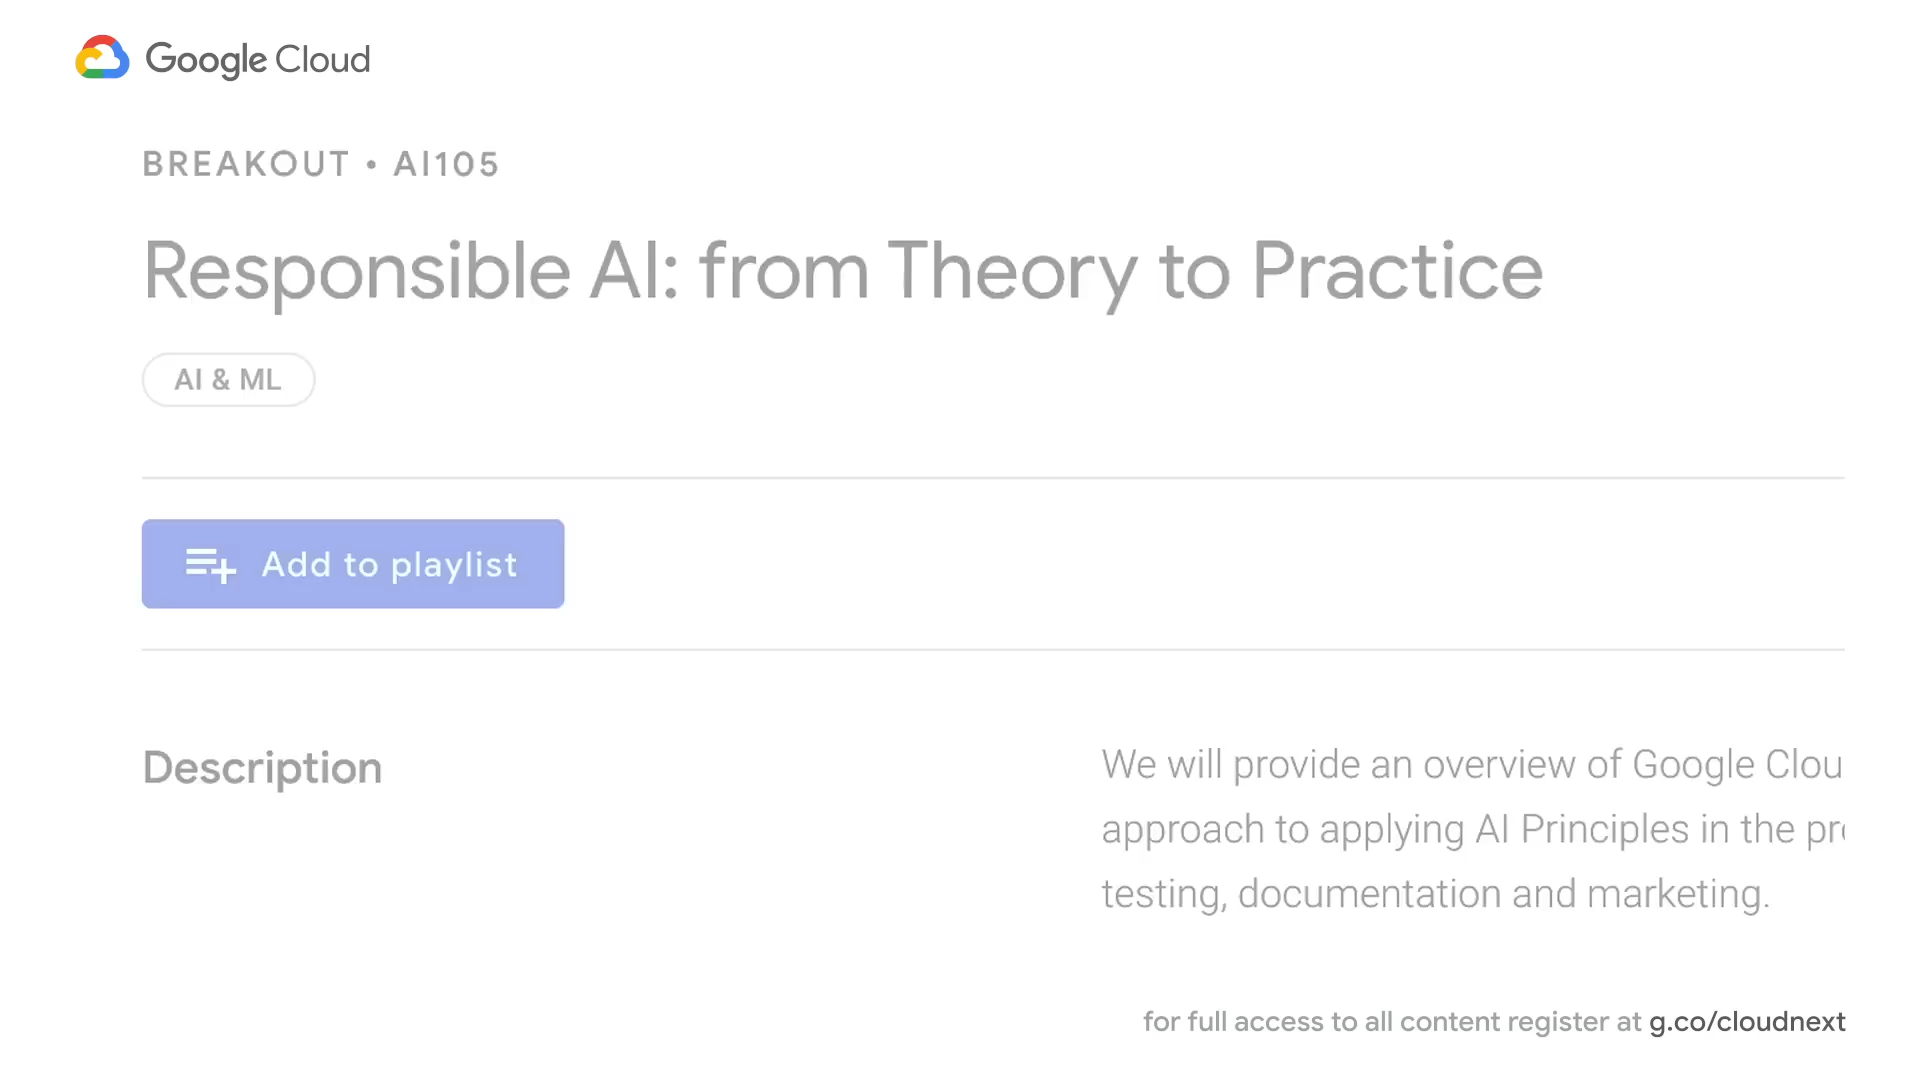 Google Cloud
BREAKOUT • AI105
Responsible AI: from Theory to Practice
AI & ML
Add to playlist
Description
We will provide an overview of Google Clou
approach to applying AI Principles in the pr
testing, documentation and marketing.
for full access to all content register at g.co/cloudnext